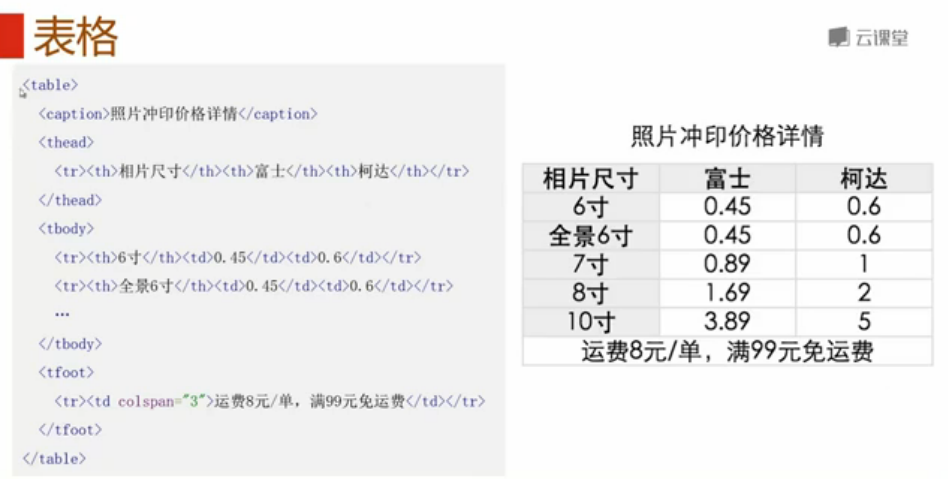 表格
云课堂
<table>
<caption>照片冲印价格详情</caption>
<thead>
<tr><th>相片尺寸</th><th>富士</th><th>柯达</th></tr>
</thead>
<tbody>
<tr><th>6寸</th><td>0.45</td><td>0.6</td></tr>
<tr><th>全景6寸</th><td>0.45</td><td>0.6</td></tr>
…
</tbody>
<tfoot>
<tr><td colspan="3">运费8元/单，满99元免运费</td></tr>
</tfoot>
</table>
照片冲印价格详情
相片尺寸 富士 柯达
6寸 0.45 0.6
全景6寸 0.45 0.6
7寸 0.89 1
8寸 1.69 2
10寸 3.89 5
运费8元/单，满99元免运费